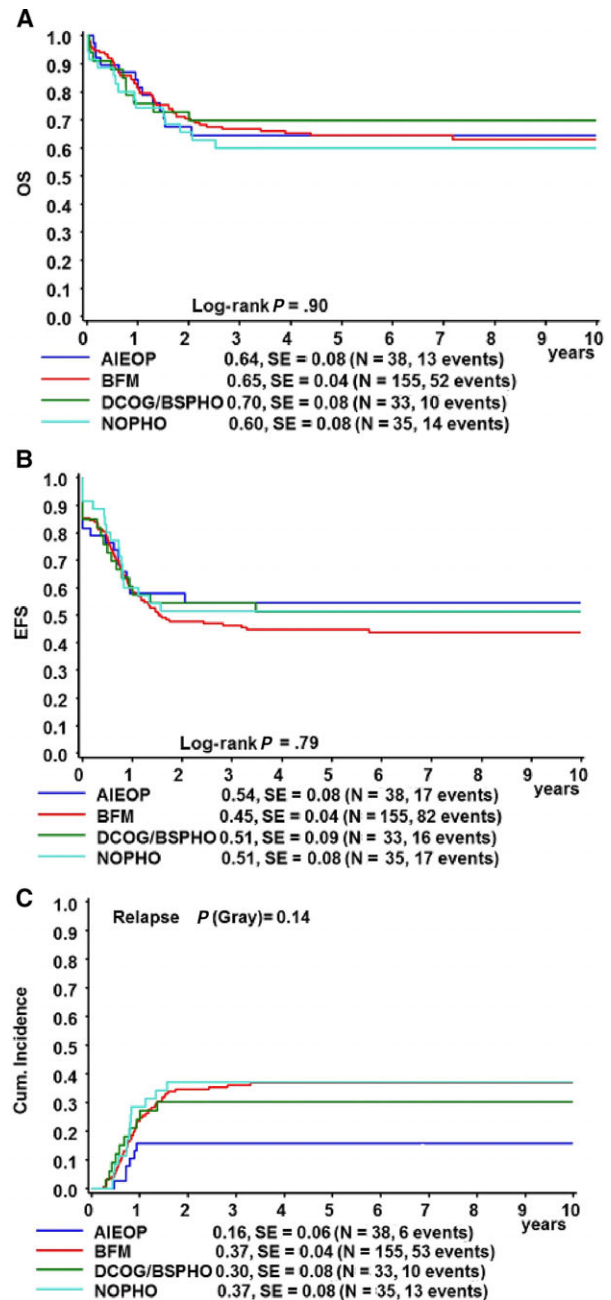 A
1.0
0.9
0.8
0.7
0.6
0.5
0.4
0.3
0.2
0.1
0.0
OS
Log-rank P = .90
0 1 2 3 4 5 6 7 8 9 10
years
AIEOP 0.64, SE = 0.08 (N = 38, 13 events)
BFM 0.65, SE = 0.04 (N = 155, 52 events)
DCOG/BSPHO 0.70, SE = 0.08 (N = 33, 10 events)
NOPHO 0.60, SE = 0.08 (N = 35, 14 events)
B
1.0
0.9
0.8
0.7
0.6
0.5
0.4
0.3
0.2
0.1
0.0
EFS
Log-rank P = .79
0 1 2 3 4 5 6 7 8 9 10
years
AIEOP 0.54, SE = 0.08 (N = 38, 17 events)
BFM 0.45, SE = 0.04 (N = 155, 82 events)
DCOG/BSPHO 0.51, SE = 0.09 (N = 33, 16 events)
NOPHO 0.51, SE = 0.08 (N = 35, 17 events)
C
1.0
0.9
0.8
0.7
0.6
0.5
0.4
0.3
0.2
0.1
0.0
Cum. Incidence
Relapse P (Gray)= 0.14
0 1 2 3 4 5 6 7 8 9 10
years
AIEOP 0.16, SE = 0.06 (N = 38, 6 events)
BFM 0.37, SE = 0.04 (N = 155, 53 events)
DCOG/BSPHO 0.30, SE = 0.08 (N = 33, 10 events)
NOPHO 0.37, SE = 0.08 (N = 35, 13 events)